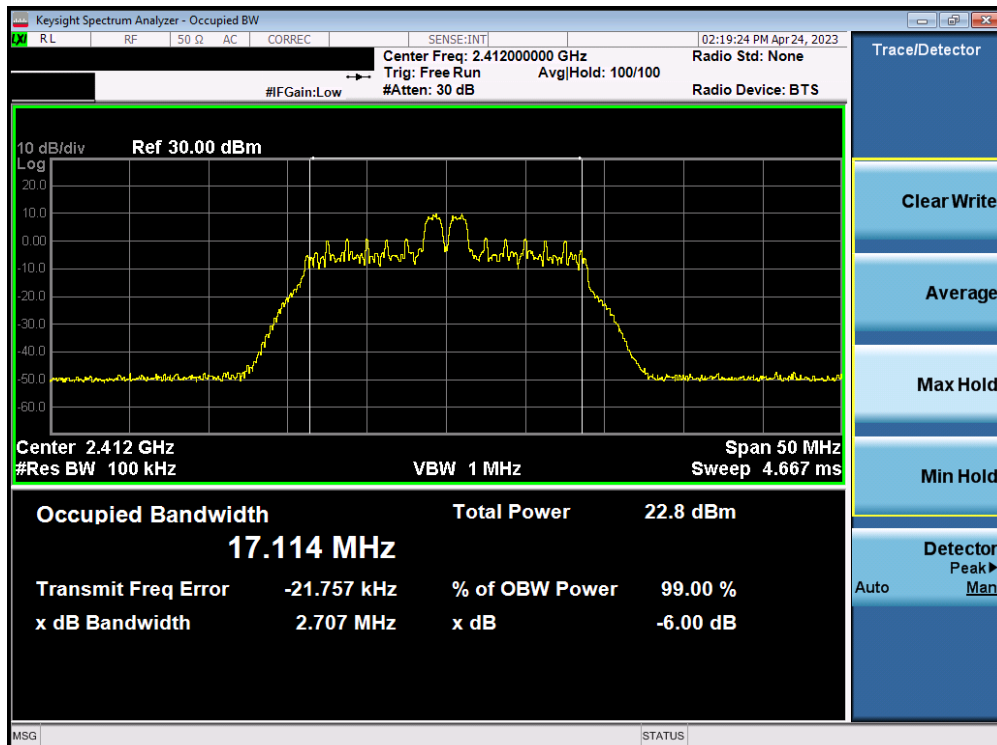 Keysight Spectrum Analyzer - Occupied BW
LXI RL RF 50 Ω AC CORREC SENSE:INT 02:19:24 PM Apr 24, 2023
Center Freq: 2.412000000 GHz Radio Std: None
Trig: Free Run Avg|Hold: 100/100
#IFGain:Low #Atten: 30 dB Radio Device: BTS
Trace/Detector
10 dB/div Ref 30.00 dBm
Log
20.0
10.0
0.00
-10.0
-20.0
-30.0
-40.0
-50.0
-60.0
Center 2.412 GHz Span 50 MHz
#Res BW 100 kHz VBW 1 MHz Sweep 4.667 ms
Occupied Bandwidth Total Power 22.8 dBm
17.114 MHz
Transmit Freq Error -21.757 kHz % of OBW Power 99.00 %
x dB Bandwidth 2.707 MHz x dB -6.00 dB
Clear Write
Average
Max Hold
Min Hold
Detector
Peak▶
Auto Man
MSG STATUS